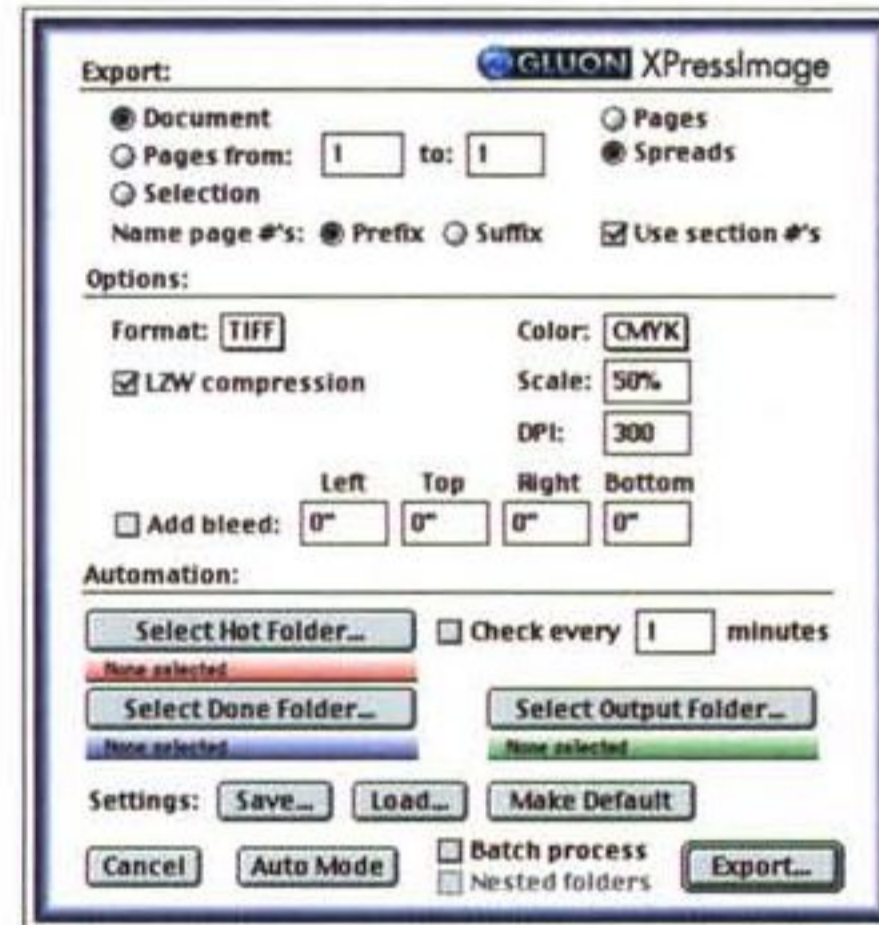 Export: GLUON XPressImage
Document Pages
Pages from: 1 to: 1 Spreads
Selection
Name page #'s: Prefix Suffix Use section #'s
Options:
Format: TIFF Color: CMYK
LZW compression Scale: 50%
DPI: 300
Left Top Right Bottom
Add bleed: 0" 0" 0" 0"
Automation:
Select Hot Folder... Check every 1 minutes
None selected
Select Done Folder... Select Output Folder...
None selected None selected
Settings: Save... Load... Make Default
Cancel Auto Mode Batch process Export...
Nested folders